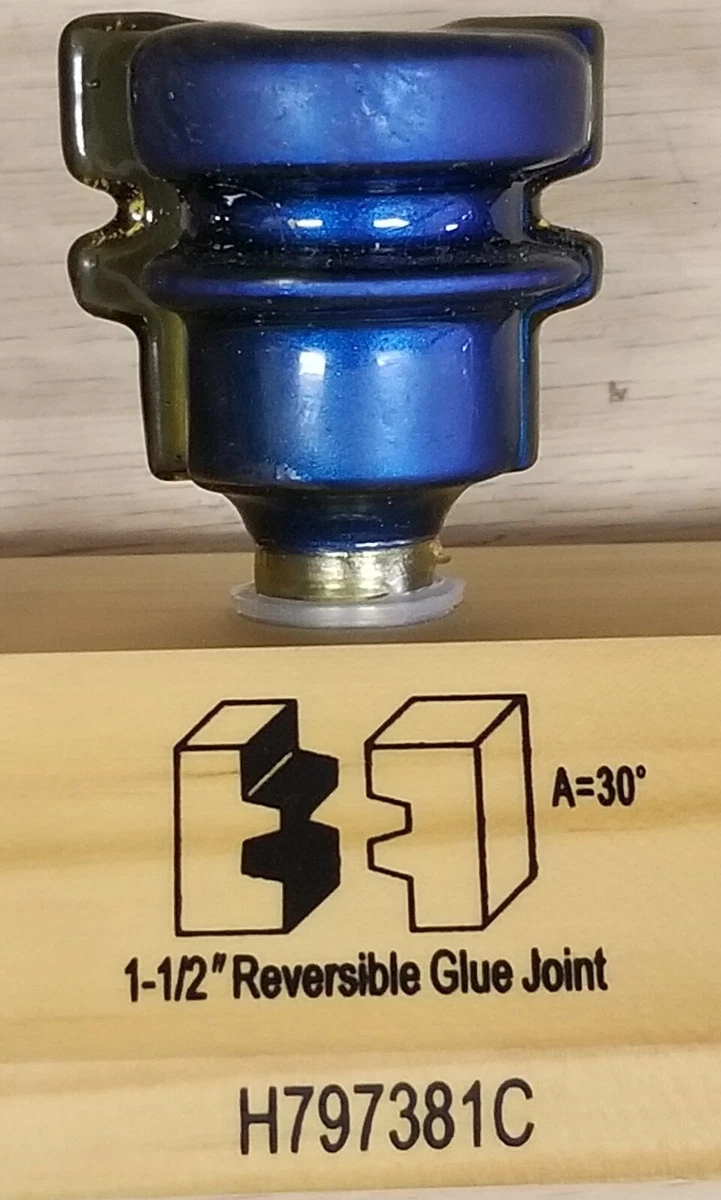 A=30°
1-1/2" Reversible Glue Joint
H797381C